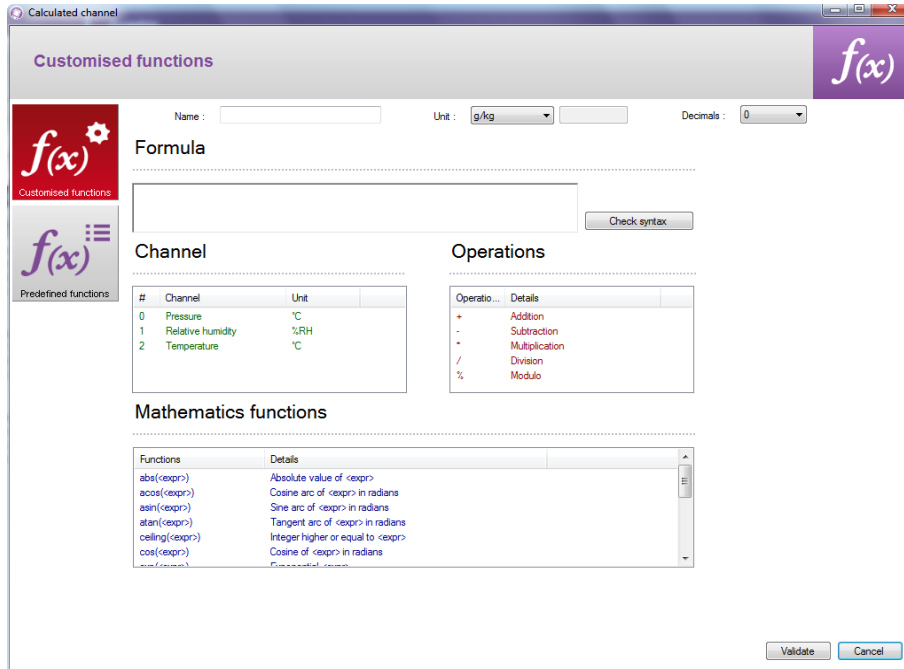 Calculated channel
Customised functions
f(x)
f(x)
Customised functions
f(x)
Predefined functions
Name :
Unit : g/kg
Decimals : 0
Formula
Check syntax
Channel
# Channel Unit
0 Pressure °C
1 Relative humidity %RH
2 Temperature °C
Operations
Operatio... Details
+ Addition
- Subtraction
* Multiplication
/ Division
% Modulo
Mathematics functions
Functions Details
abs(<expr>) Absolute value of <expr>
acos(<expr>) Cosine arc of <expr> in radians
asin(<expr>) Sine arc of <expr> in radians
atan(<expr>) Tangent arc of <expr> in radians
ceiling(<expr>) Integer higher or equal to <expr>
cos(<expr>) Cosine of <expr> in radians
Validate Cancel